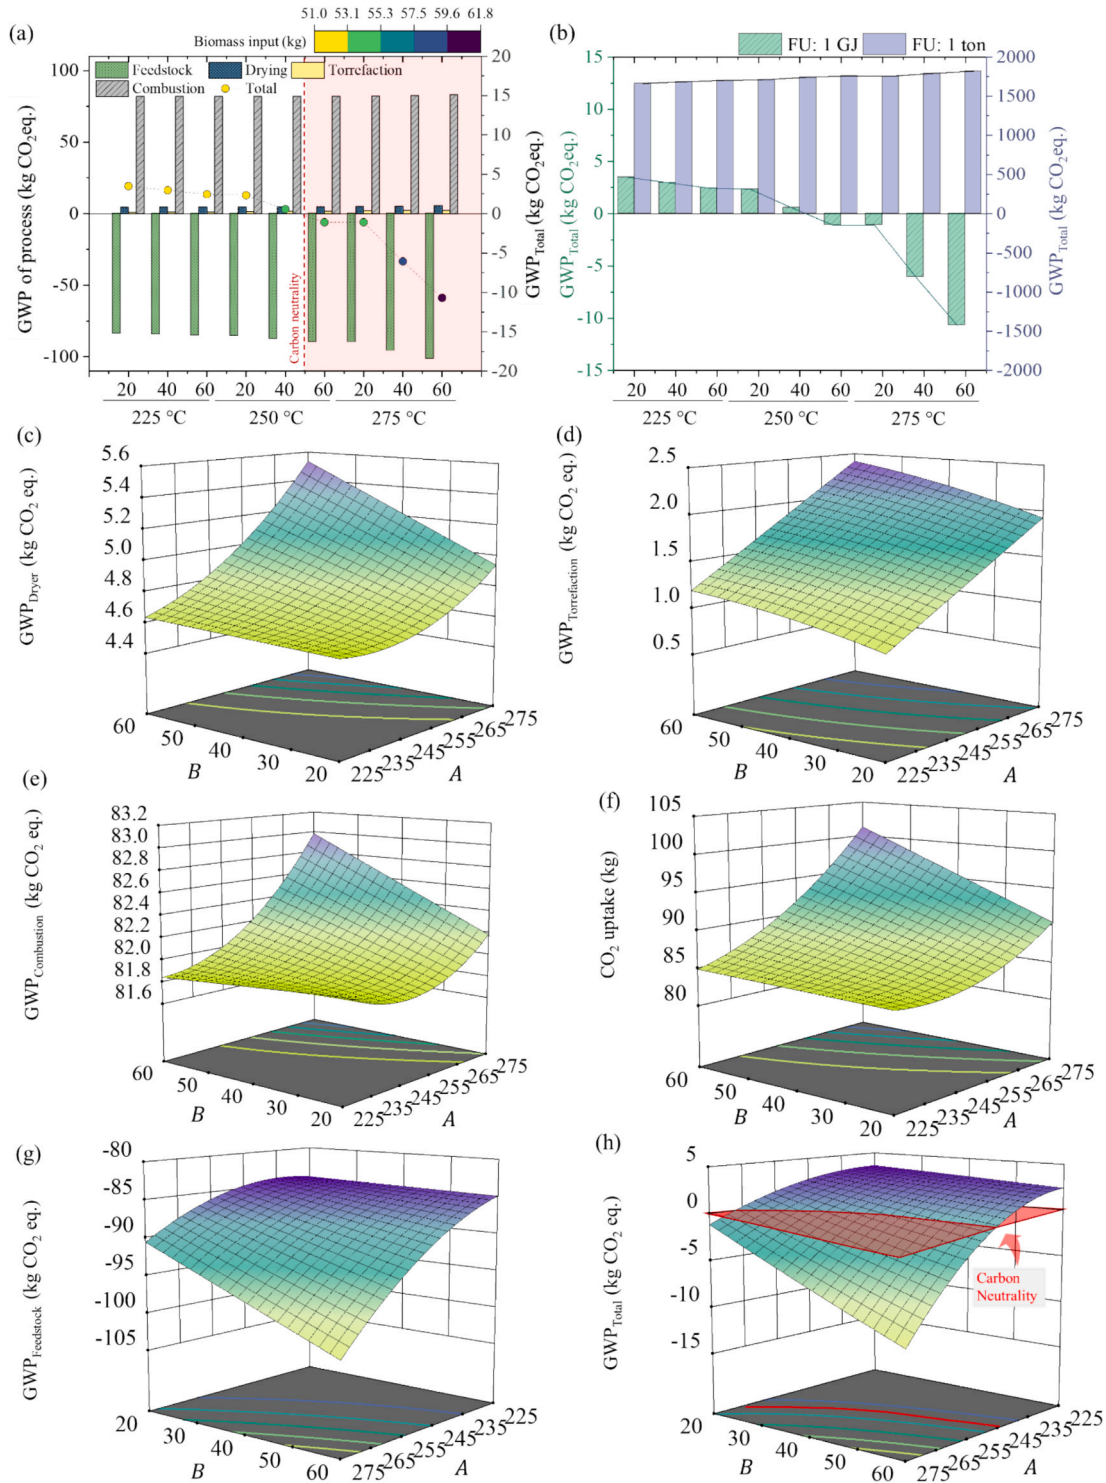 (a)
51.0 53.1 55.3 57.5 59.6 61.8
Biomass input (kg)
Feedstock Drying Torrefaction
Combustion Total
GWP of process (kg CO₂eq.)
100
50
0
-50
-100
20
15
10
5
0
-5
-10
-15
-20
GWP_Total (kg CO₂eq.)
Carbon neutrality
20 40 60 20 40 60 20 40 60
225 °C 250 °C 275 °C
(b)
FU: 1 GJ FU: 1 ton
GWP_Total (kg CO₂eq.)
15
10
5
0
-5
-10
-15
2000
1500
1000
500
0
-500
-1000
-1500
-2000
GWP_Total (kg CO₂eq.)
20 40 60 20 40 60 20 40 60
225 °C 250 °C 275 °C
(c)
GWP_Dryer (kg CO₂ eq.)
5.6
5.4
5.2
5.0
4.8
4.6
4.4
60 50 40 30 20
B
225 235 245 255 265 275
A
(d)
GWP_Torrefaction (kg CO₂ eq.)
2.5
2.0
1.5
1.0
0.5
60 50 40 30 20
B
225 235 245 255 265 275
A
(e)
GWP_Combustion (kg CO₂ eq.)
83.2
83.0
82.8
82.6
82.4
82.2
82.0
81.8
81.6
60 50 40 30 20
B
225 235 245 255 265 275
A
(f)
CO₂ uptake (kg)
105
100
95
90
85
80
60 50 40 30 20
B
225 235 245 255 265 275
A
(g)
GWP_Feedstock (kg CO₂ eq.)
-80
-85
-90
-95
-100
-105
20 30 40 50 60
B
275 265 255 245 235 225
A
(h)
GWP_Total (kg CO₂ eq.)
5
0
-5
-10
-15
Carbon
Neutrality
20 30 40 50 60
B
275 265 255 245 235 225
A